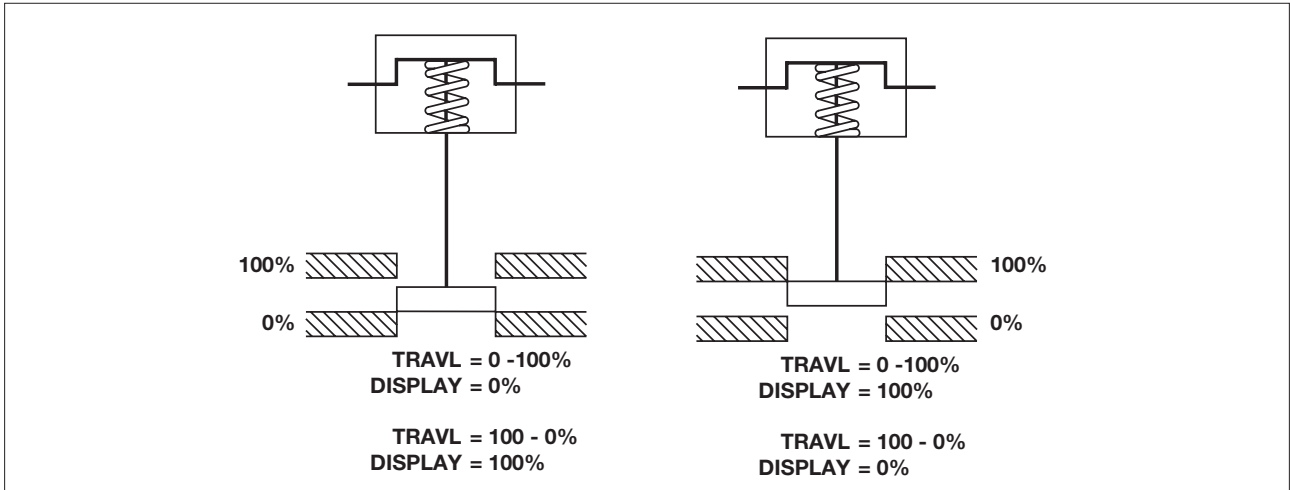 100%
0%
TRAVL = 0 -100%
DISPLAY = 0%
TRAVL = 100 - 0%
DISPLAY = 100%
100%
0%
TRAVL = 0 -100%
DISPLAY = 100%
TRAVL = 100 - 0%
DISPLAY = 0%